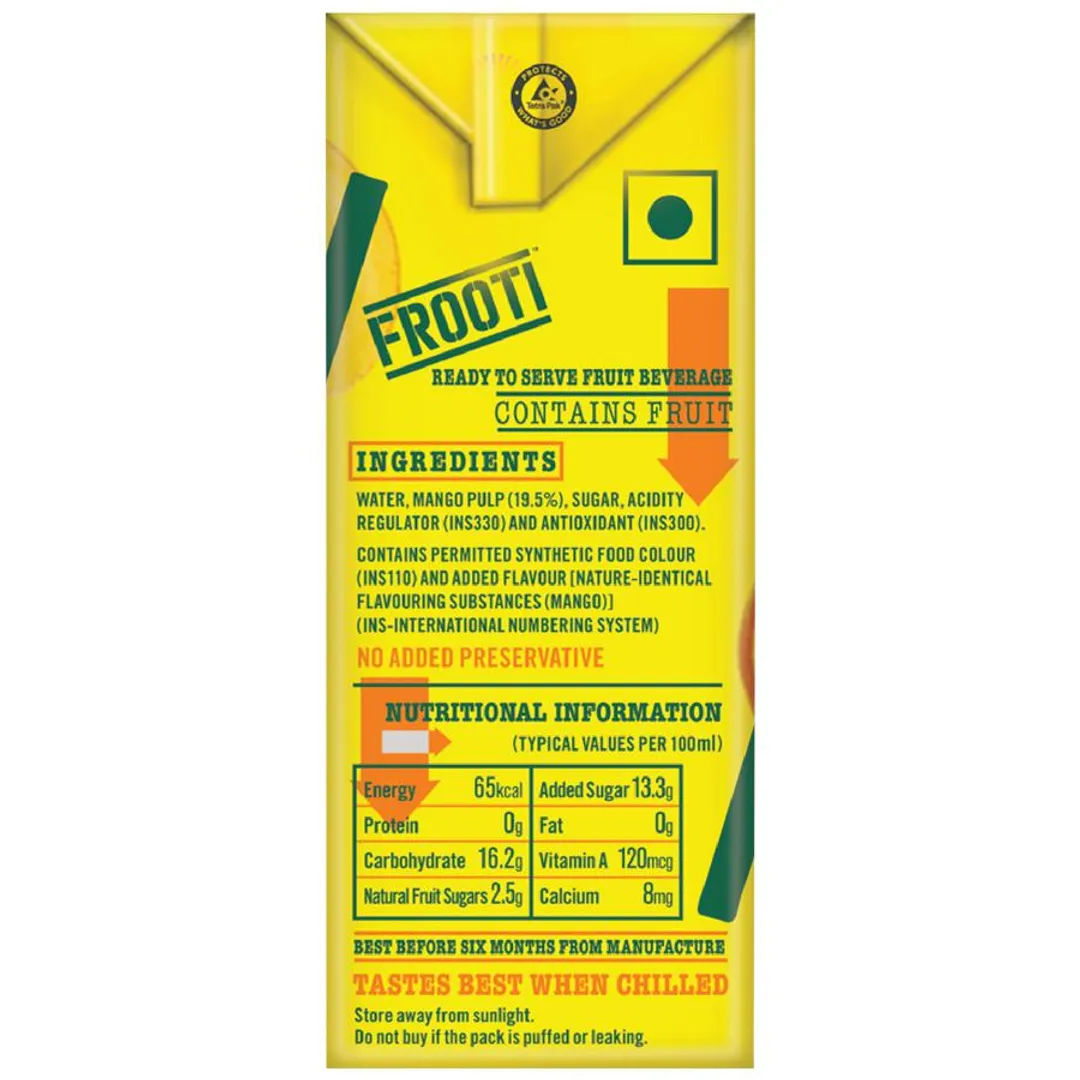 PROTECTS
Tetra Pak
WHAT'S GOOD
FROOTI™
READY TO SERVE FRUIT BEVERAGE
CONTAINS FRUIT
INGREDIENTS
WATER, MANGO PULP (19.5%), SUGAR, ACIDITY
REGULATOR (INS330) AND ANTIOXIDANT (INS300).
CONTAINS PERMITTED SYNTHETIC FOOD COLOUR
(INS110) AND ADDED FLAVOUR [NATURE-IDENTICAL
FLAVOURING SUBSTANCES (MANGO)]
(INS-INTERNATIONAL NUMBERING SYSTEM)
NO ADDED PRESERVATIVE
NUTRITIONAL INFORMATION
(TYPICAL VALUES PER 100ml)
Energy 65kcal Added Sugar 13.3g
Protein 0g Fat 0g
Carbohydrate 16.2g Vitamin A 120mcg
Natural Fruit Sugars 2.5g Calcium 8mg
BEST BEFORE SIX MONTHS FROM MANUFACTURE
TASTES BEST WHEN CHILLED
Store away from sunlight.
Do not buy if the pack is puffed or leaking.